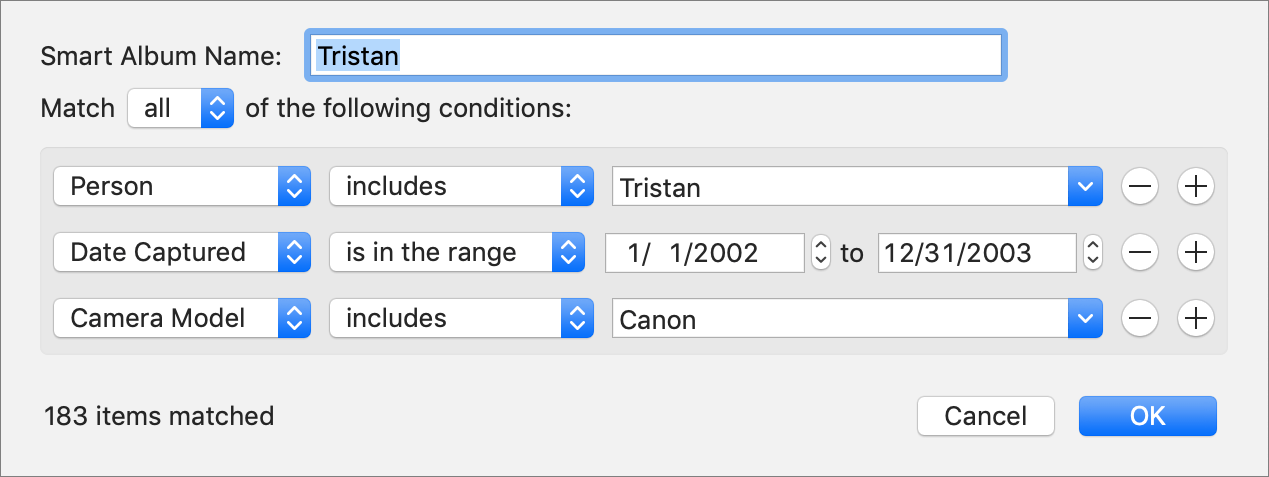 Smart Album Name: Tristan
Match all of the following conditions:
Person includes Tristan
Date Captured is in the range 1/ 1/2002 to 12/31/2003
Camera Model includes Canon
183 items matched Cancel OK